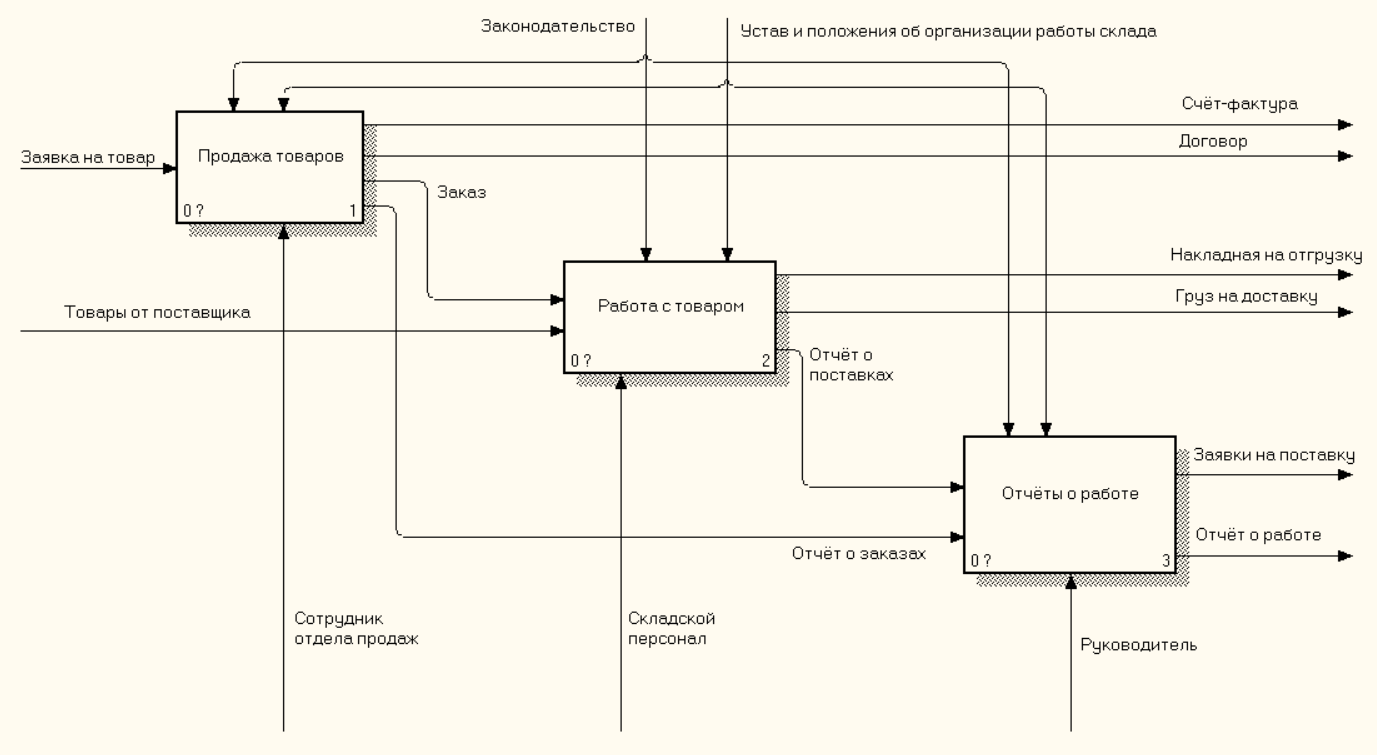 Законодательство
Устав и положения об организации работы склада
Счёт-фактура
Договор
Заявка на товар
Продажа товаров
0 ?
1
Заказ
Накладная на отгрузку
Груз на доставку
Товары от поставщика
Работа с товаром
0 ?
2
Отчёт о
поставках
Заявки на поставку
Отчёты о работе
Отчёт о работе
0 ?
3
Отчёт о заказах
Сотрудник
отдела продаж
Складской
персонал
Руководитель